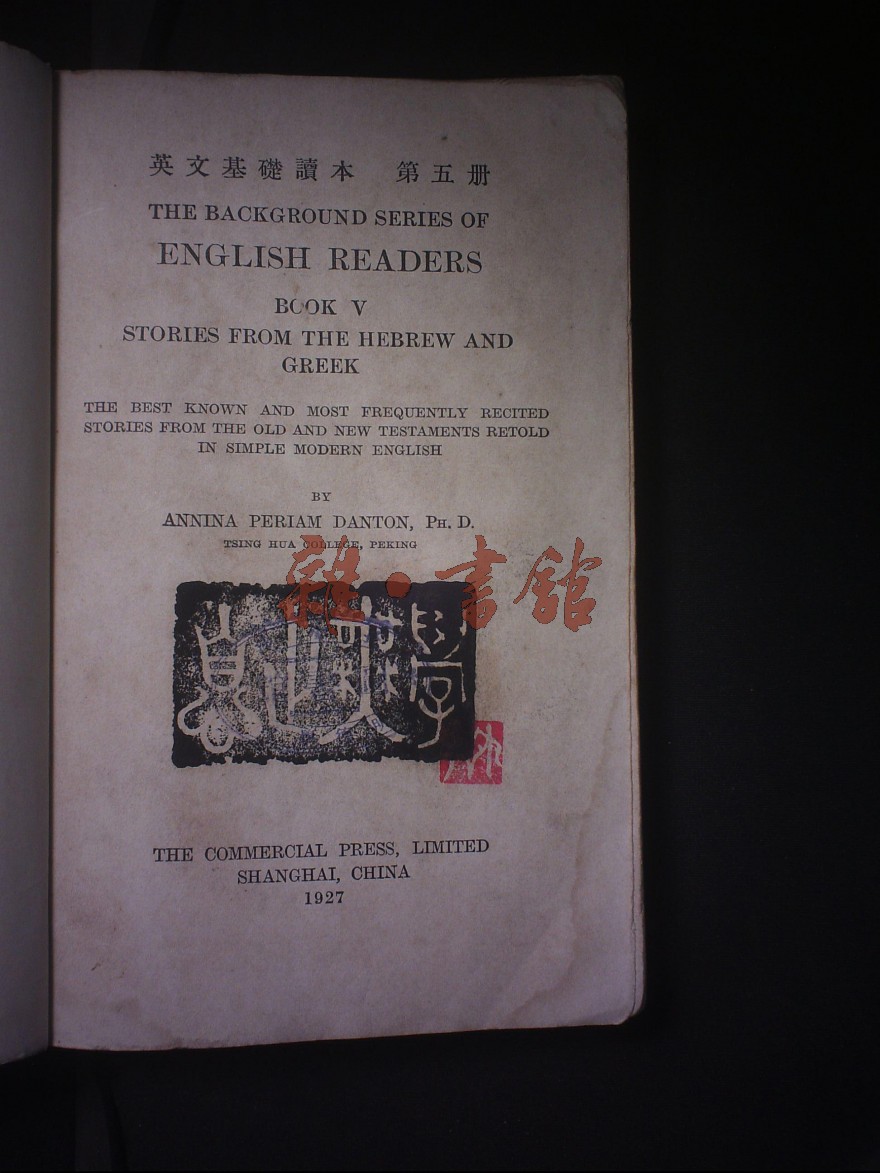 英文基礎讀本 第五册
THE BACKGROUND SERIES OF
ENGLISH READERS
BOOK V
STORIES FROM THE HEBREW AND
GREEK
THE BEST KNOWN AND MOST FREQUENTLY RECITED
STORIES FROM THE OLD AND NEW TESTAMENTS RETOLD
IN SIMPLE MODERN ENGLISH
BY
ANNINA PERIAM DANTON, PH. D.
TSING HUA COLLEGE, PEKING
雜·書館
THE COMMERCIAL PRESS, LIMITED
SHANGHAI, CHINA
1927